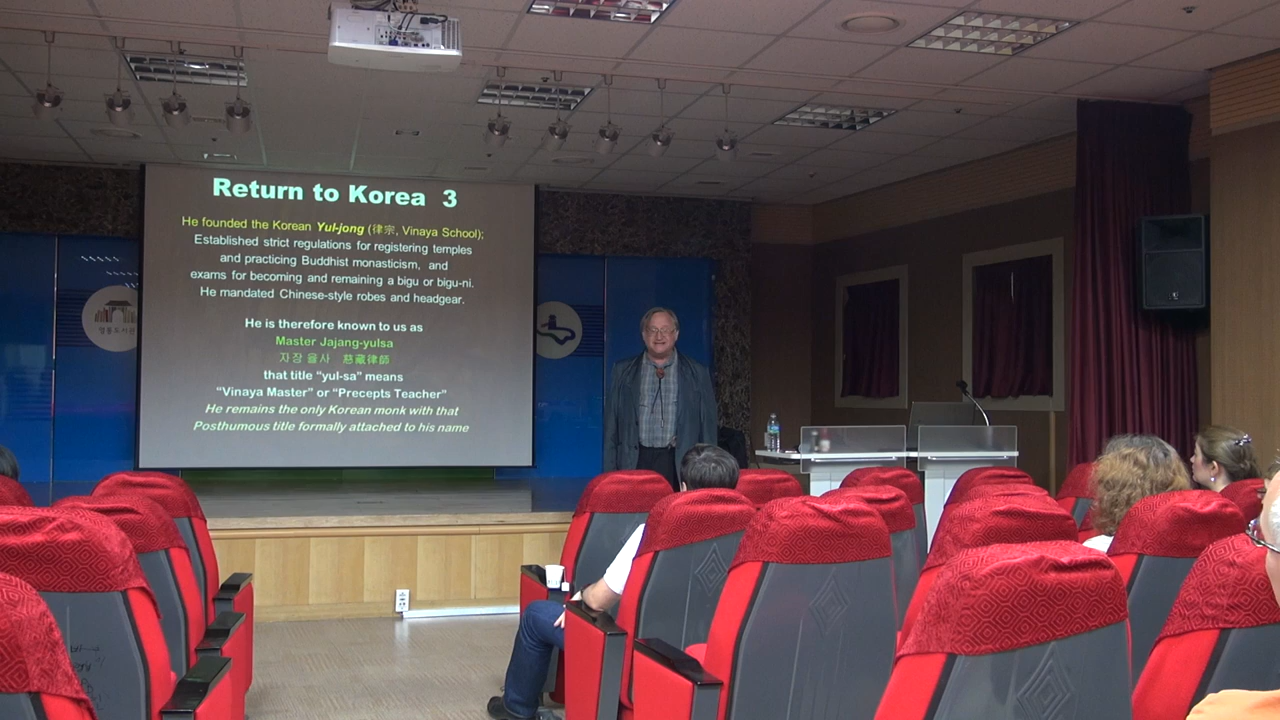 Return to Korea 3
He founded the Korean Yul-jong (律宗, Vinaya School);
Established strict regulations for registering temples
and practicing Buddhist monasticism, and
exams for becoming and remaining a bigu or bigu-ni.
He mandated Chinese-style robes and headgear.
He is therefore known to us as
Master Jajang-yulsa
자장 율사 慈藏律師
that title "yul-sa" means
"Vinaya Master" or "Precepts Teacher"
He remains the only Korean monk with that
Posthumous title formally attached to his name